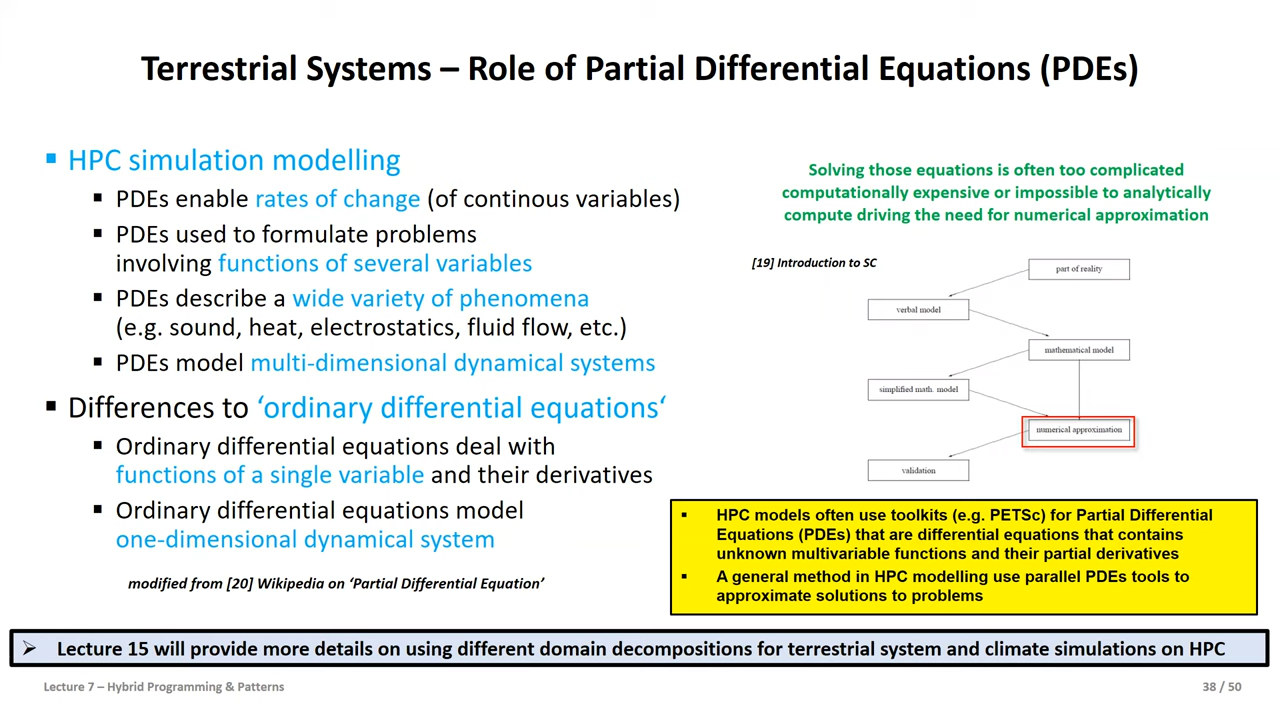 Terrestrial Systems – Role of Partial Differential Equations (PDEs)
HPC simulation modelling
PDEs enable rates of change (of continous variables)
PDEs used to formulate problems
involving functions of several variables
PDEs describe a wide variety of phenomena
(e.g. sound, heat, electrostatics, fluid flow, etc.)
PDEs model multi-dimensional dynamical systems
Differences to ‘ordinary differential equations‘
Ordinary differential equations deal with
functions of a single variable and their derivatives
Ordinary differential equations model
one-dimensional dynamical system
modified from [20] Wikipedia on ‘Partial Differential Equation’
Solving those equations is often too complicated
computationally expensive or impossible to analytically
compute driving the need for numerical approximation
[19] Introduction to SC
part of reality
verbal model
mathematical model
simplified math. model
numerical approximation
validation
HPC models often use toolkits (e.g. PETSc) for Partial Differential
Equations (PDEs) that are differential equations that contains
unknown multivariable functions and their partial derivatives
A general method in HPC modelling use parallel PDEs tools to
approximate solutions to problems
Lecture 15 will provide more details on using different domain decompositions for terrestrial system and climate simulations on HPC
Lecture 7 – Hybrid Programming & Patterns
38 / 50